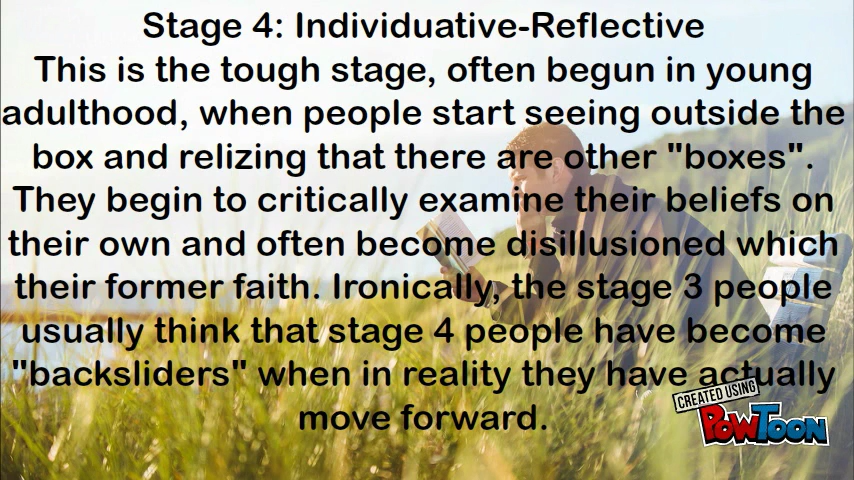 Stage 4: Individuative-Reflective
This is the tough stage, often begun in young
adulthood, when people start seeing outside the
box and relizing that there are other "boxes".
They begin to critically examine their beliefs on
their own and often become disillusioned which
their former faith. Ironically, the stage 3 people
usually think that stage 4 people have become
"backsliders" when in reality they have actually
move forward.
CREATED USING
POWTOON